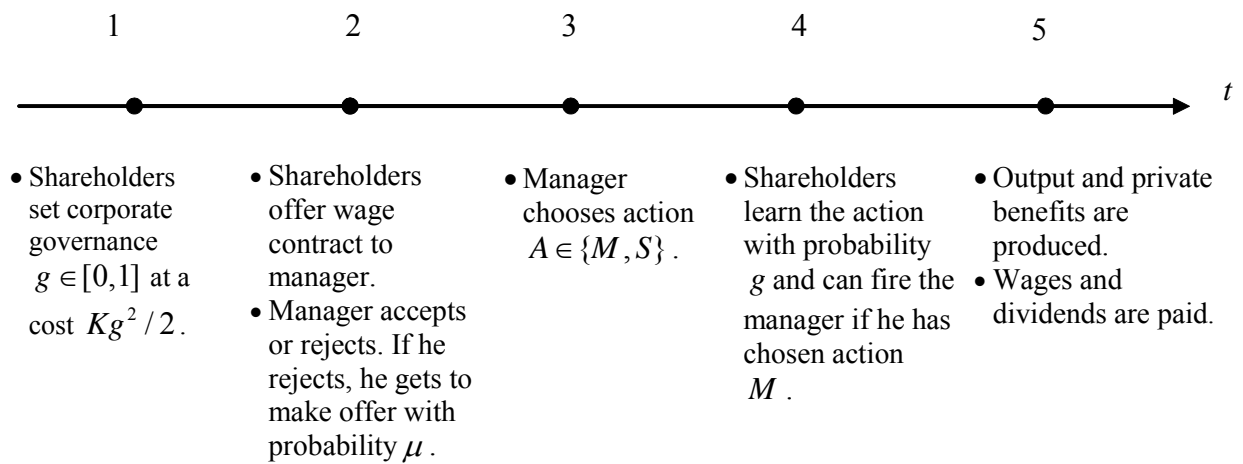 1
2
3
4
5
t
• Shareholders
set corporate
governance
g ∈ [0,1] at a
cost Kg² / 2 .
• Shareholders
offer wage
contract to
manager.
• Manager accepts
or rejects. If he
rejects, he gets to
make offer with
probability μ .
• Manager
chooses action
A ∈ {M , S} .
• Shareholders
learn the action
with probability
g and can fire the
manager if he has
chosen action
M .
• Output and private
benefits are
produced.
• Wages and
dividends are paid.